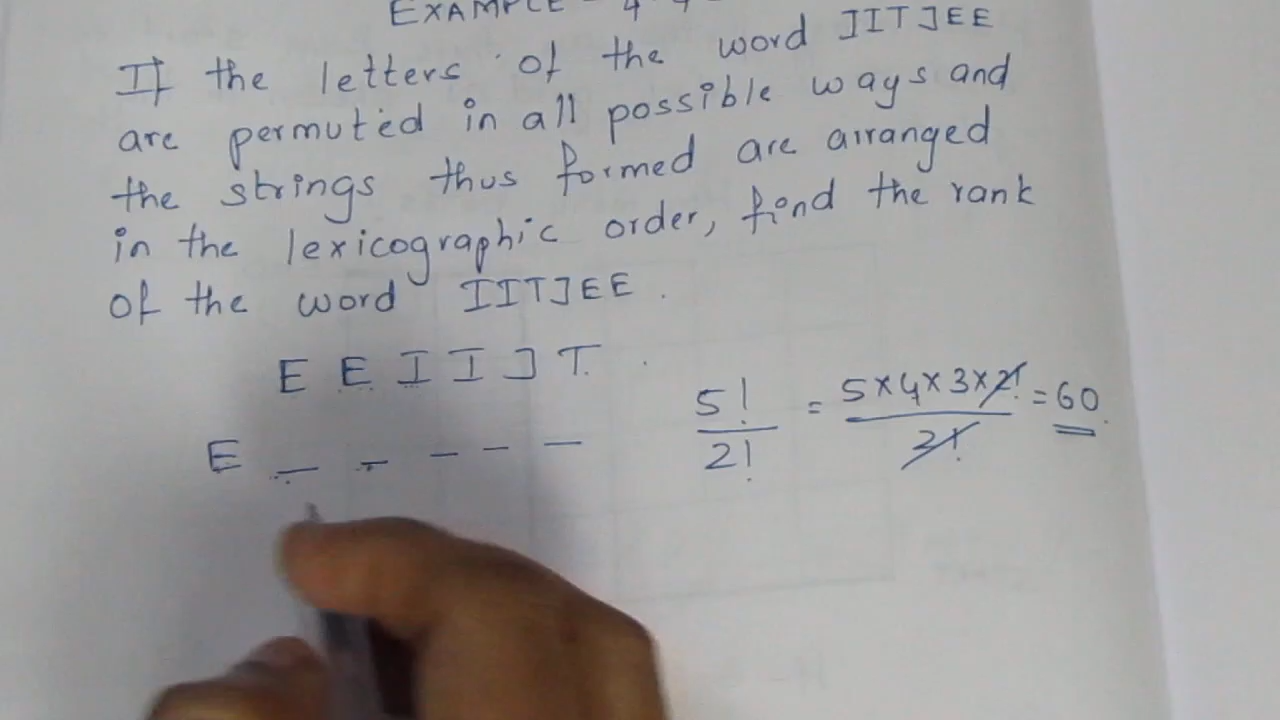 EXAMPLE - 4.
If the letters of the word IITJEE
are permuted in all possible ways and
the strings thus formed are arranged
in the lexicographic order, find the rank
of the word IITJEE.
E E I I J T.
5!/2! = 5×4×3×2!/2! = 60
E _ _ _ _ _